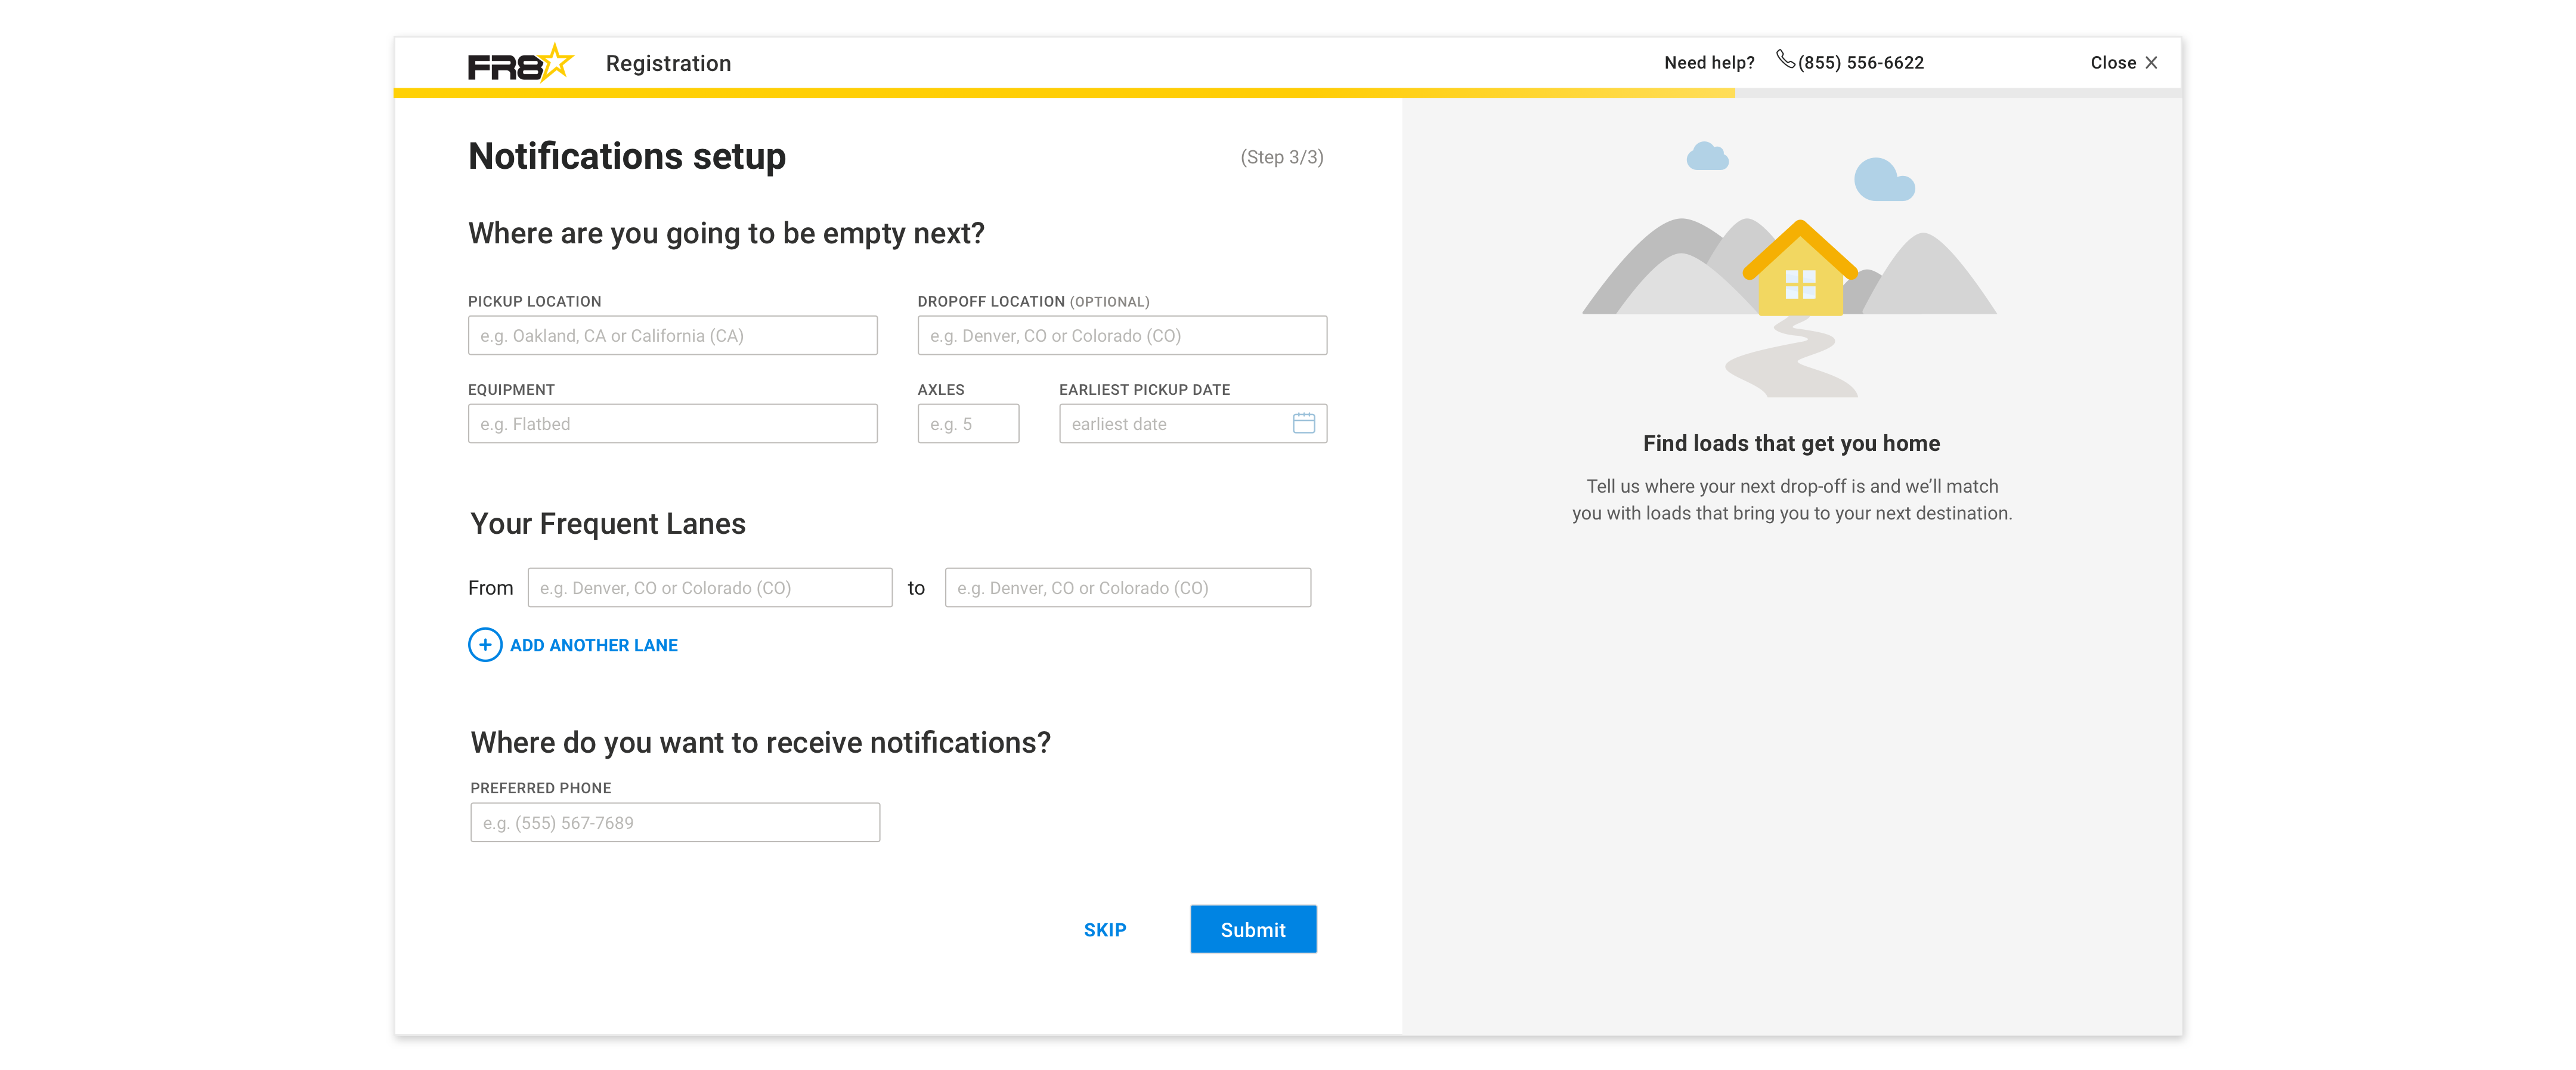 FR8 Registration Need help? (855) 556-6622 Close
Notifications setup (Step 3/3)
Where are you going to be empty next?
PICKUP LOCATION DROPOFF LOCATION (OPTIONAL)
e.g. Oakland, CA or California (CA) e.g. Denver, CO or Colorado (CO)
EQUIPMENT AXLES EARLIEST PICKUP DATE
e.g. Flatbed e.g. 5 earliest date
Your Frequent Lanes
From e.g. Denver, CO or Colorado (CO) to e.g. Denver, CO or Colorado (CO)
+ ADD ANOTHER LANE
Where do you want to receive notifications?
PREFERRED PHONE
e.g. (555) 567-7689
SKIP Submit
Find loads that get you home
Tell us where your next drop-off is and we’ll match
you with loads that bring you to your next destination.